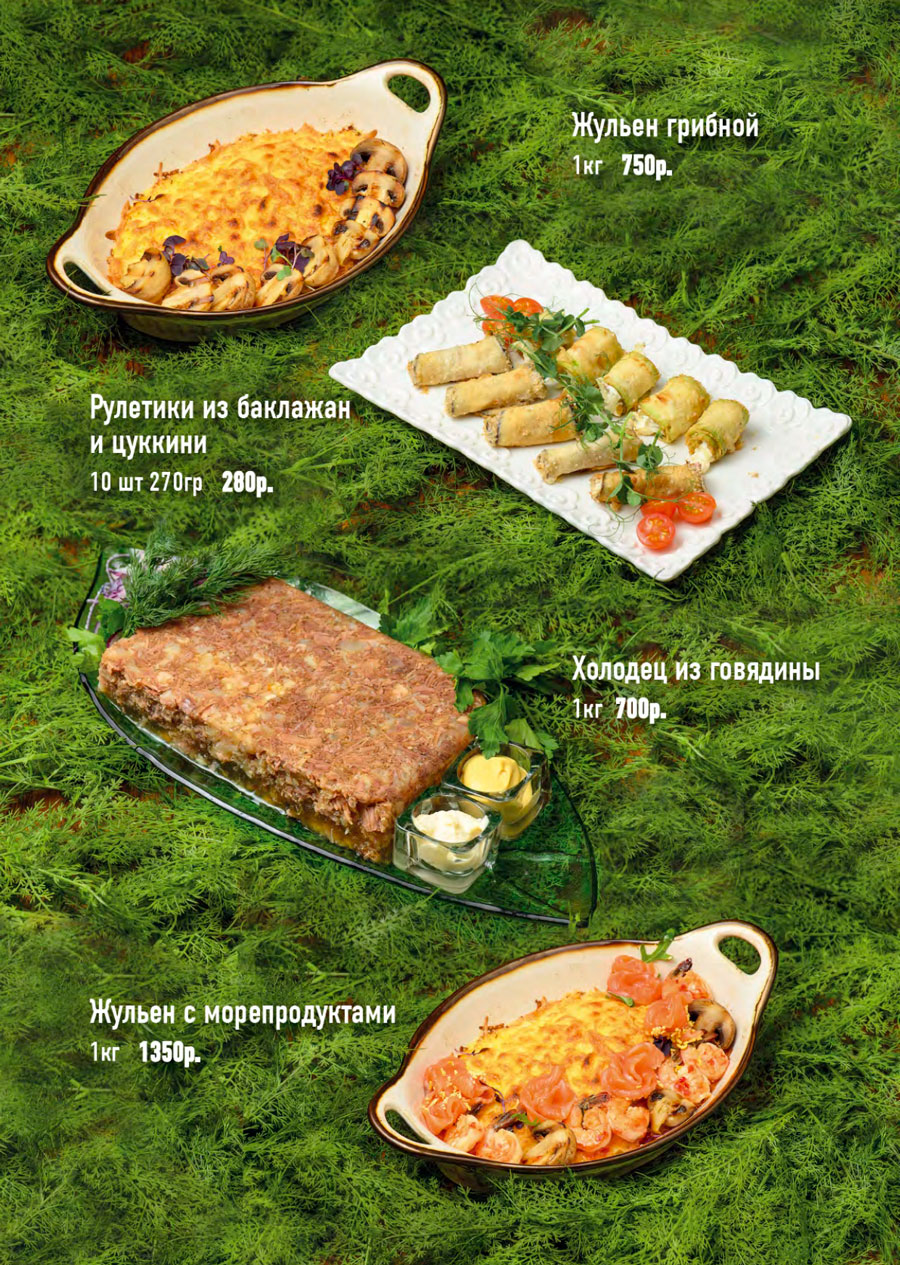 Жульен грибной
1кг 750р.
Рулетики из баклажан
и цуккини
10 шт 270гр 280р.
Холодец из говядины
1кг 700р.
Жульен с морепродуктами
1кг 1350р.